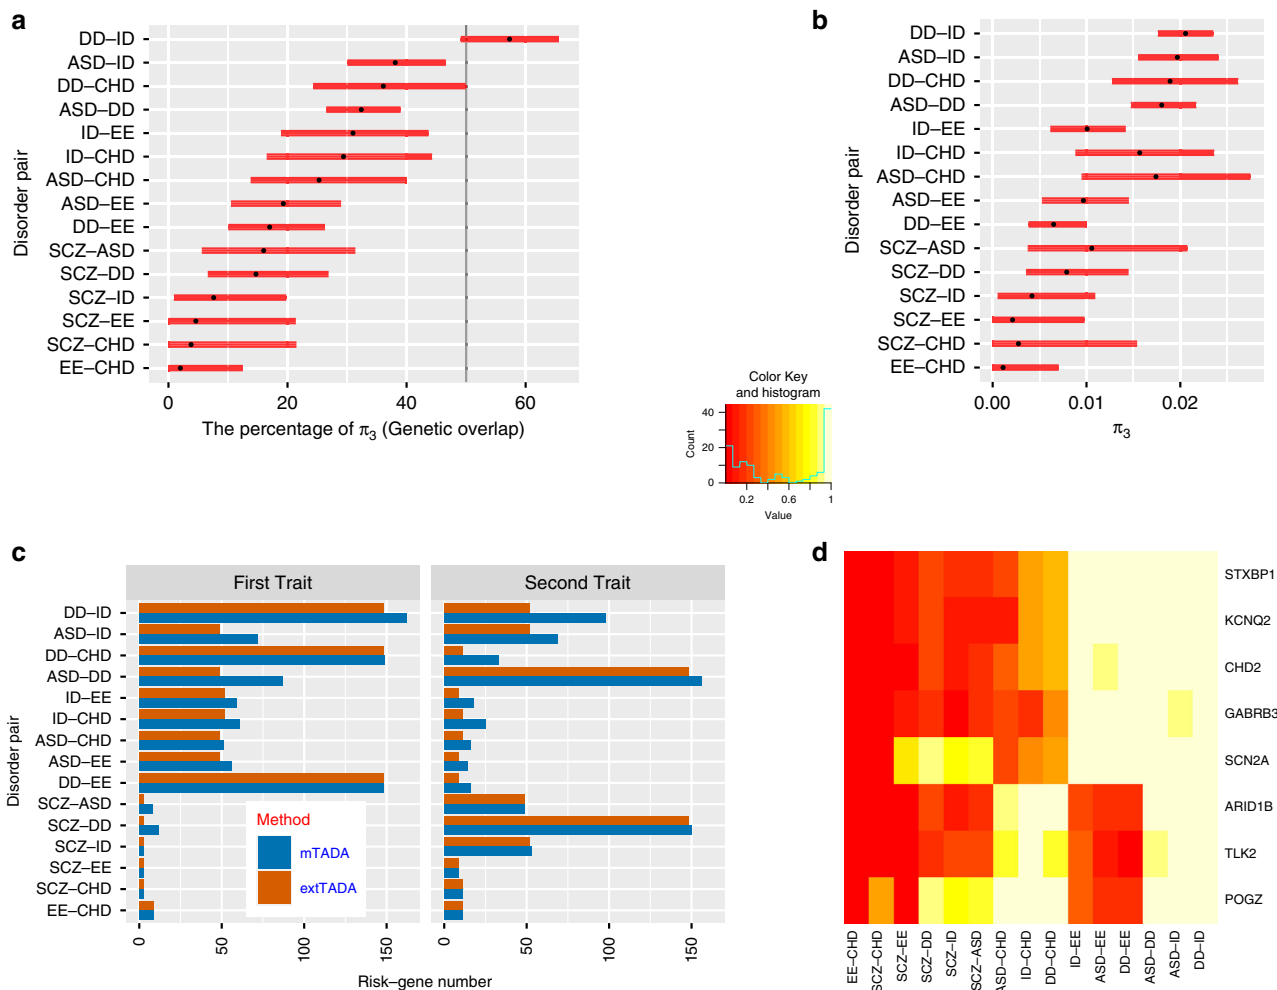 a
DD–ID
ASD–ID
DD–CHD
ASD–DD
ID–EE
ID–CHD
ASD–CHD
ASD–EE
DD–EE
SCZ–ASD
SCZ–DD
SCZ–ID
SCZ–EE
SCZ–CHD
EE–CHD
Disorder pair
0 20 40 60
The percentage of π3 (Genetic overlap)
b
DD–ID
ASD–ID
DD–CHD
ASD–DD
ID–EE
ID–CHD
ASD–CHD
ASD–EE
DD–EE
SCZ–ASD
SCZ–DD
SCZ–ID
SCZ–EE
SCZ–CHD
EE–CHD
Disorder pair
0.00 0.01 0.02
π3
Color Key
and histogram
Count
0 20 40
0.2 0.6 1
Value
c
First Trait Second Trait
DD–ID
ASD–ID
DD–CHD
ASD–DD
ID–EE
ID–CHD
ASD–CHD
ASD–EE
DD–EE
SCZ–ASD
SCZ–DD
SCZ–ID
SCZ–EE
SCZ–CHD
EE–CHD
Disorder pair
Method
mTADA
extTADA
0 50 100 150 0 50 100 150
Risk–gene number
d
STXBP1
KCNQ2
CHD2
GABRB3
SCN2A
ARID1B
TLK2
POGZ
EE–CHD
SCZ–CHD
SCZ–EE
SCZ–DD
SCZ–ID
SCZ–ASD
ASD–CHD
ID–CHD
DD–CHD
ID–EE
ASD–EE
DD–EE
ASD–DD
ASD–ID
DD–ID